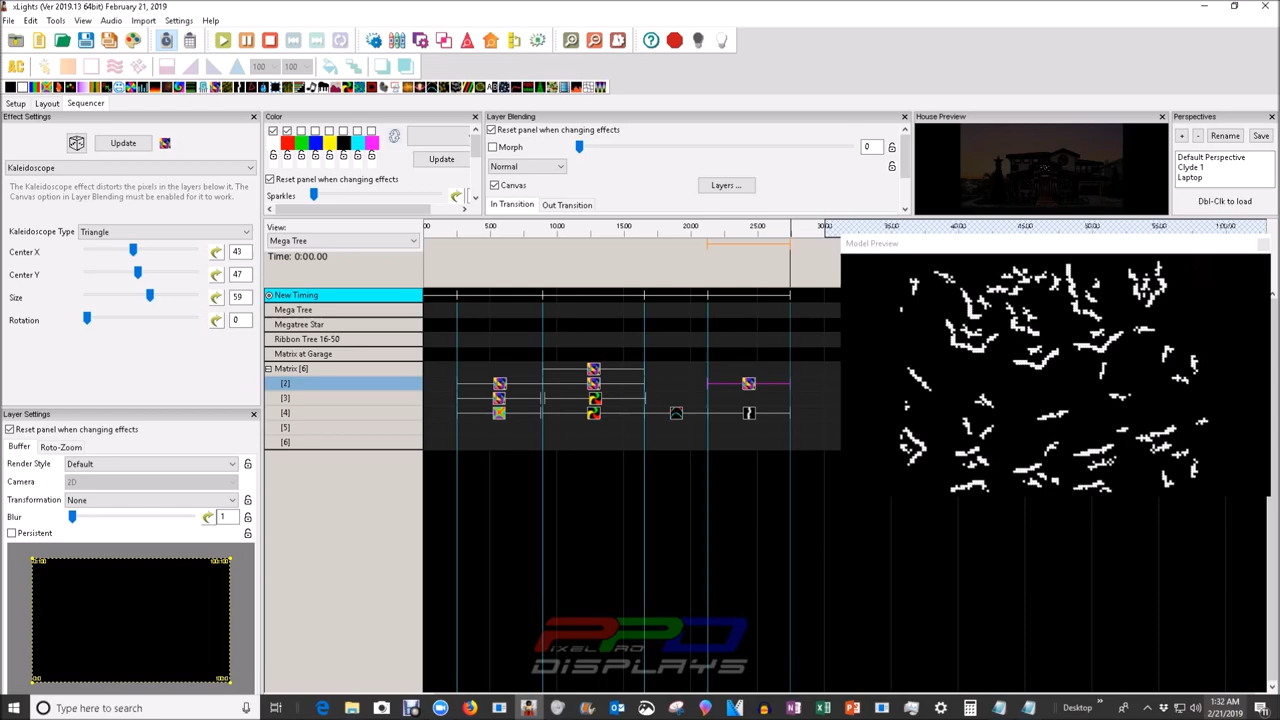 xLights (Ver 2019.13 64bit) February 21, 2019
File Edit Tools View Audio Import Settings Help
AC 100 100
Setup Layout Sequencer
Effect Settings
Update
Kaleidoscope
The Kaleidoscope effect distorts the pixels in the layers below it. The
Canvas option in Layer Blending must be enabled for it to work.
Kaleidoscope Type Triangle
Center X 43
Center Y 47
Size 59
Rotation 0
Layer Settings
Reset panel when changing effects
Buffer Roto-Zoom
Render Style Default
Camera 2D
Transformation None
Blur 1
Persistent
Color
Update
Reset panel when changing effects
Sparkles
Layer Blending
Reset panel when changing effects
Morph 0
Normal
Canvas Layers ...
In Transition Out Transition
House Preview
Perspectives
+ - Rename Save
Default Perspective
Clyde 1
Laptop
Dbl-Clk to load
View:
Mega Tree
Time: 0:00.00
Model Preview
New Timing
Mega Tree
Megatree Star
Ribbon Tree 16-50
Matrix at Garage
Matrix [6]
[2]
[3]
[4]
[5]
[6]
PIXEL PRO
DISPLAYS
Type here to search
Desktop
1:32 AM
2/21/2019